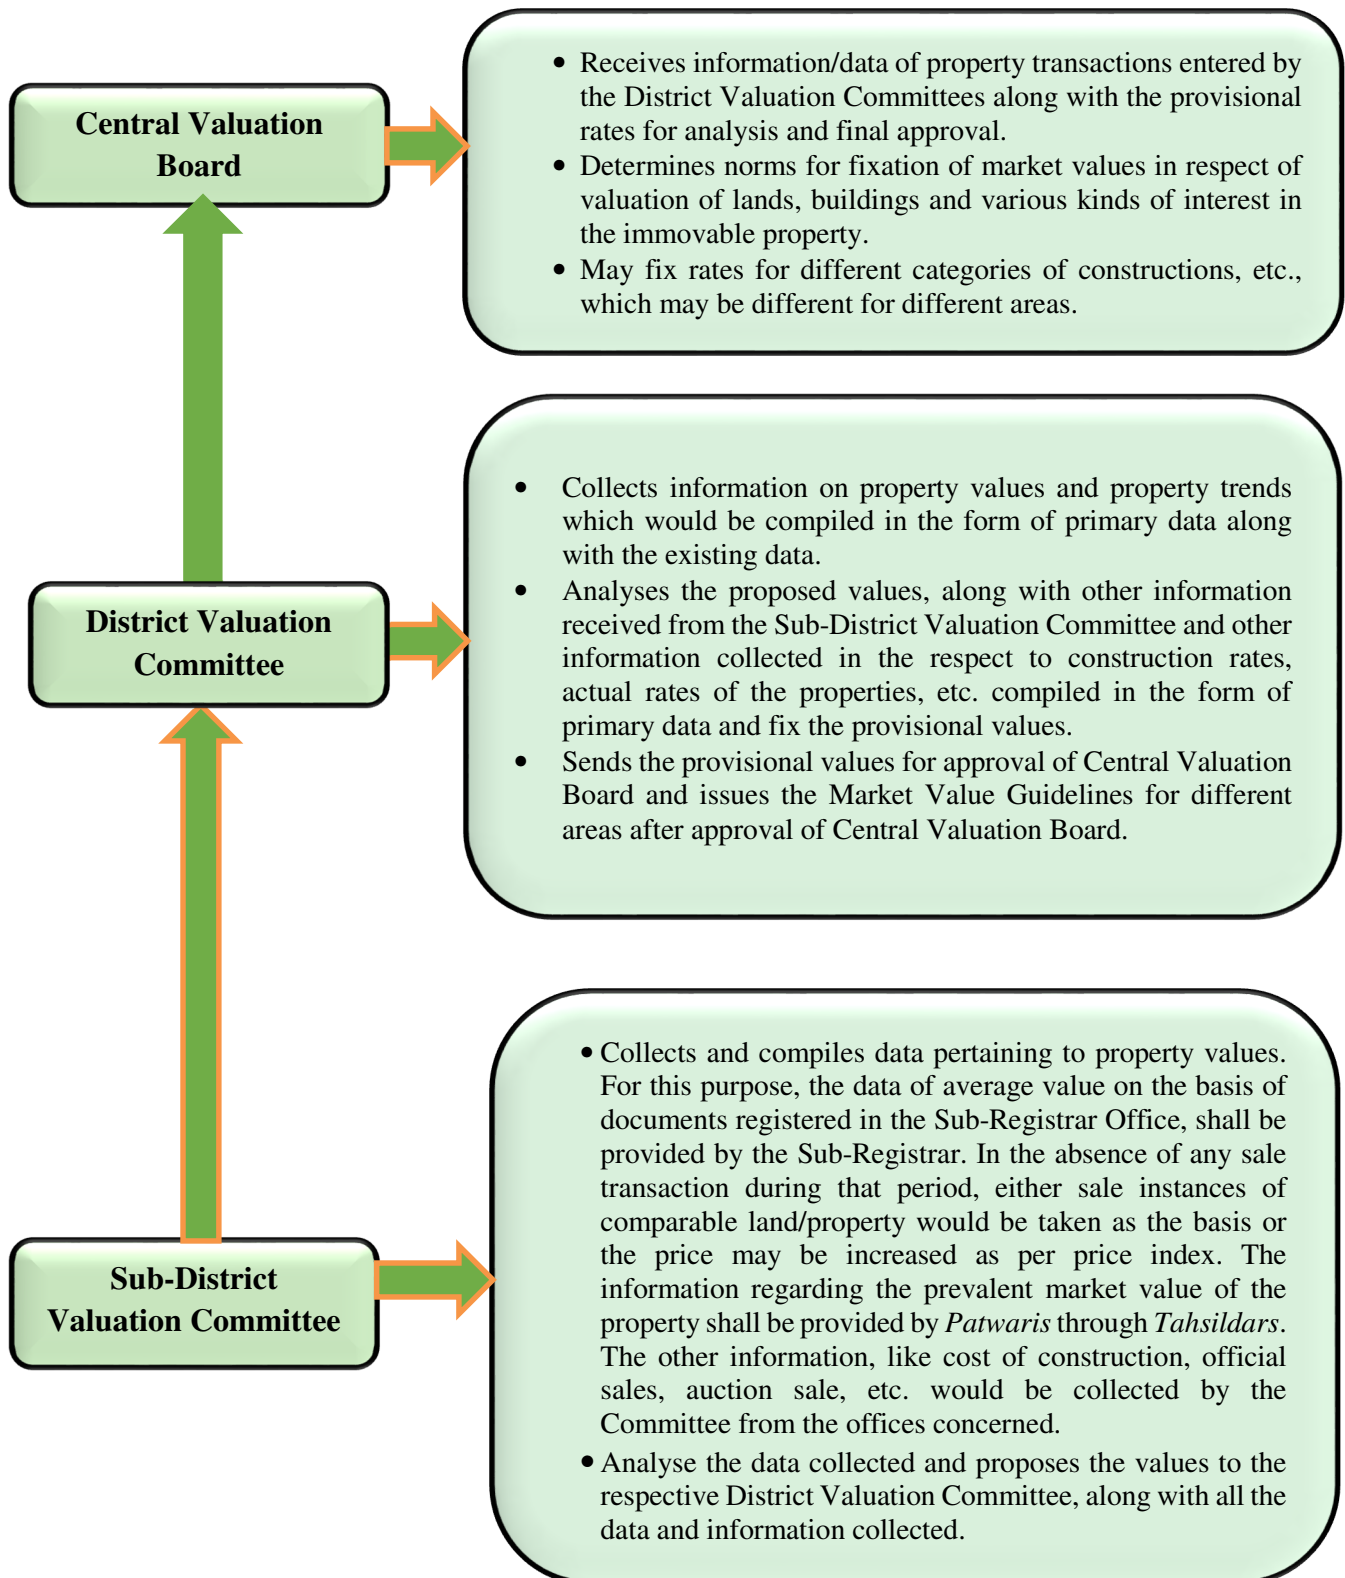 Central Valuation
Board
• Receives information/data of property transactions entered by
the District Valuation Committees along with the provisional
rates for analysis and final approval.
• Determines norms for fixation of market values in respect of
valuation of lands, buildings and various kinds of interest in
the immovable property.
• May fix rates for different categories of constructions, etc.,
which may be different for different areas.
District Valuation
Committee
• Collects information on property values and property trends
which would be compiled in the form of primary data along
with the existing data.
• Analyses the proposed values, along with other information
received from the Sub-District Valuation Committee and other
information collected in the respect to construction rates,
actual rates of the properties, etc. compiled in the form of
primary data and fix the provisional values.
• Sends the provisional values for approval of Central Valuation
Board and issues the Market Value Guidelines for different
areas after approval of Central Valuation Board.
Sub-District
Valuation Committee
• Collects and compiles data pertaining to property values.
For this purpose, the data of average value on the basis of
documents registered in the Sub-Registrar Office, shall be
provided by the Sub-Registrar. In the absence of any sale
transaction during that period, either sale instances of
comparable land/property would be taken as the basis or
the price may be increased as per price index. The
information regarding the prevalent market value of the
property shall be provided by Patwaris through Tahsildars.
The other information, like cost of construction, official
sales, auction sale, etc. would be collected by the
Committee from the offices concerned.
• Analyse the data collected and proposes the values to the
respective District Valuation Committee, along with all the
data and information collected.